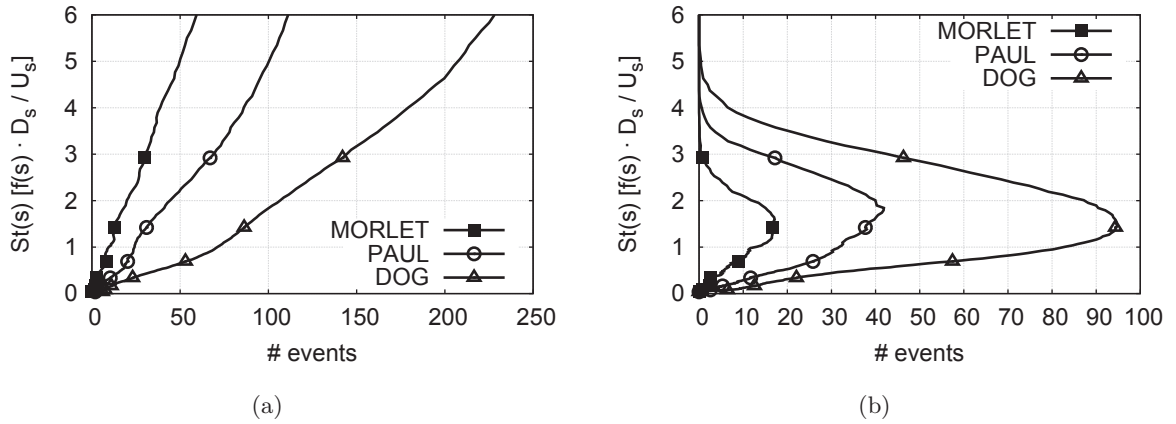 6
5
4
3
2
1
0
St(s) [f(s) · D_s / U_s]
MORLET
PAUL
DOG
0 50 100 150 200 250
# events
(a)
6
5
4
3
2
1
0
St(s) [f(s) · D_s / U_s]
MORLET
PAUL
DOG
0 10 20 30 40 50 60 70 80 90 100
# events
(b)